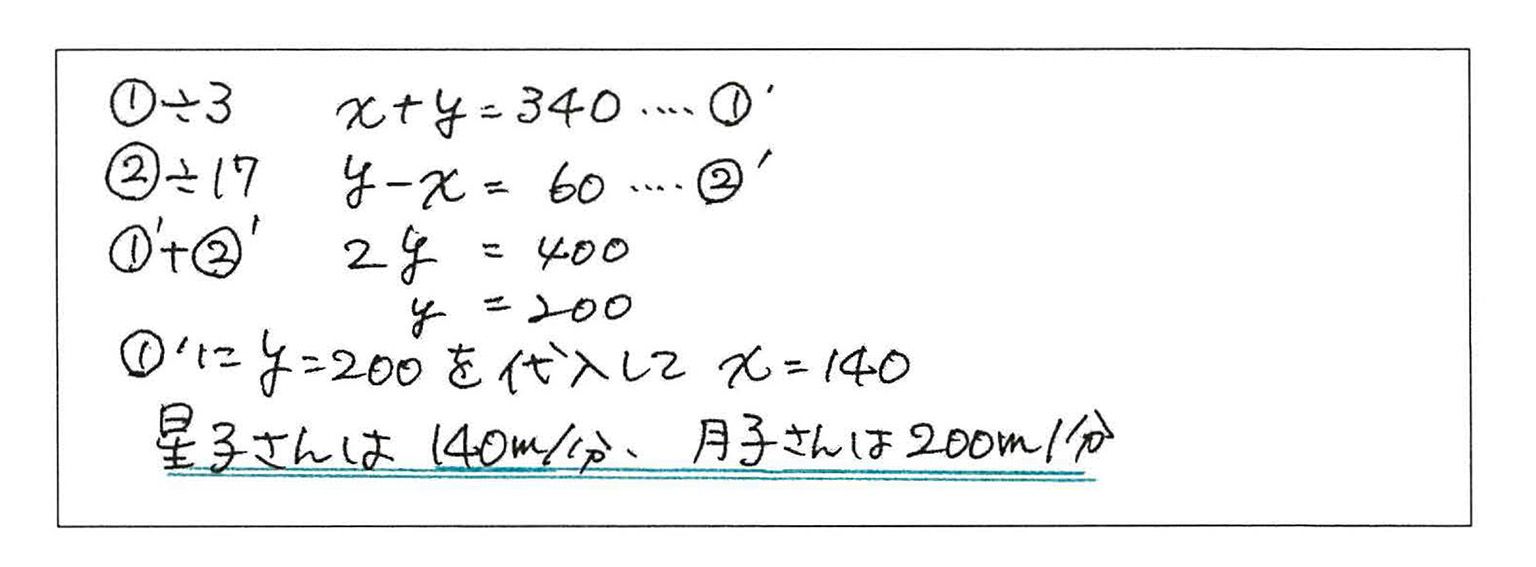 ①÷3 x+y=340 ‥‥ ①'
②÷17 y-x= 60 ‥‥ ②'
①'+②' 2y = 400
y = 200
①'に y=200 を代入して x=140
星子さんは 140m/分、 月子さんは 200m/分